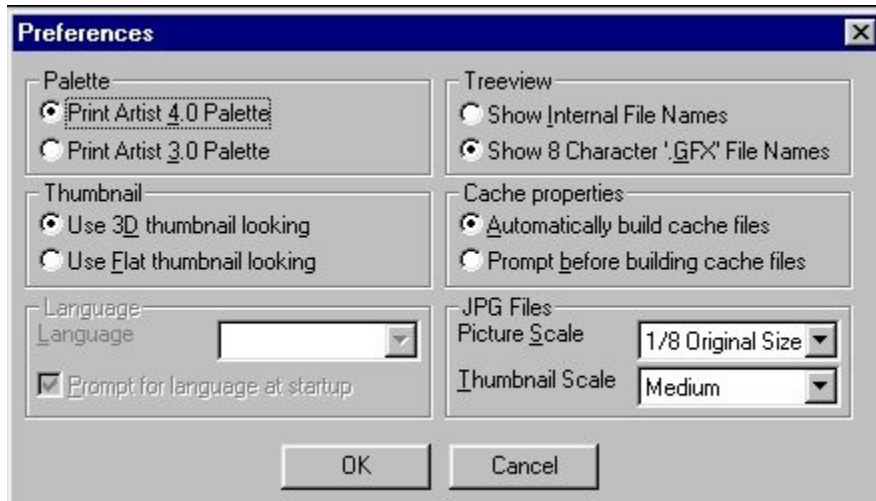 Preferences
Palette
Print Artist 4.0 Palette
Print Artist 3.0 Palette
Treeview
Show Internal File Names
Show 8 Character '.GFX' File Names
Thumbnail
Use 3D thumbnail looking
Use Flat thumbnail looking
Cache properties
Automatically build cache files
Prompt before building cache files
Language
Language
Prompt for language at startup
JPG Files
Picture Scale
1/8 Original Size
Thumbnail Scale
Medium
OK
Cancel